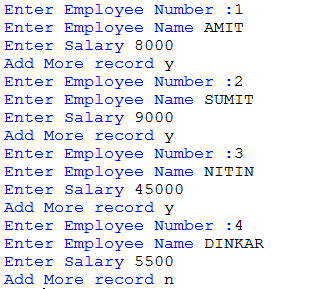 Enter Employee Number :1
Enter Employee Name AMIT
Enter Salary 8000
Add More record y
Enter Employee Number :2
Enter Employee Name SUMIT
Enter Salary 9000
Add More record y
Enter Employee Number :3
Enter Employee Name NITIN
Enter Salary 45000
Add More record y
Enter Employee Number :4
Enter Employee Name DINKAR
Enter Salary 5500
Add More record n